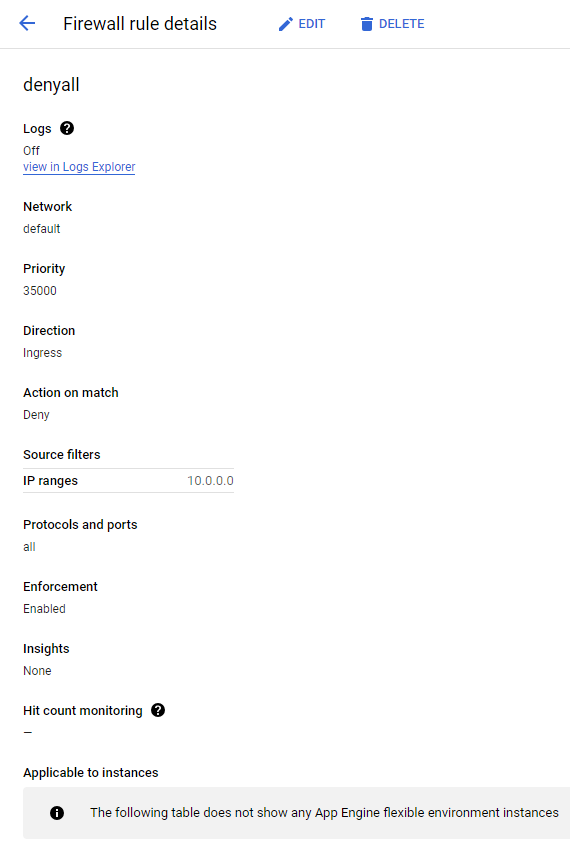 Firewall rule details EDIT DELETE
denyall
Logs
Off
view in Logs Explorer
Network
default
Priority
35000
Direction
Ingress
Action on match
Deny
Source filters
IP ranges 10.0.0.0
Protocols and ports
all
Enforcement
Enabled
Insights
None
Hit count monitoring
—
Applicable to instances
The following table does not show any App Engine flexible environment instances